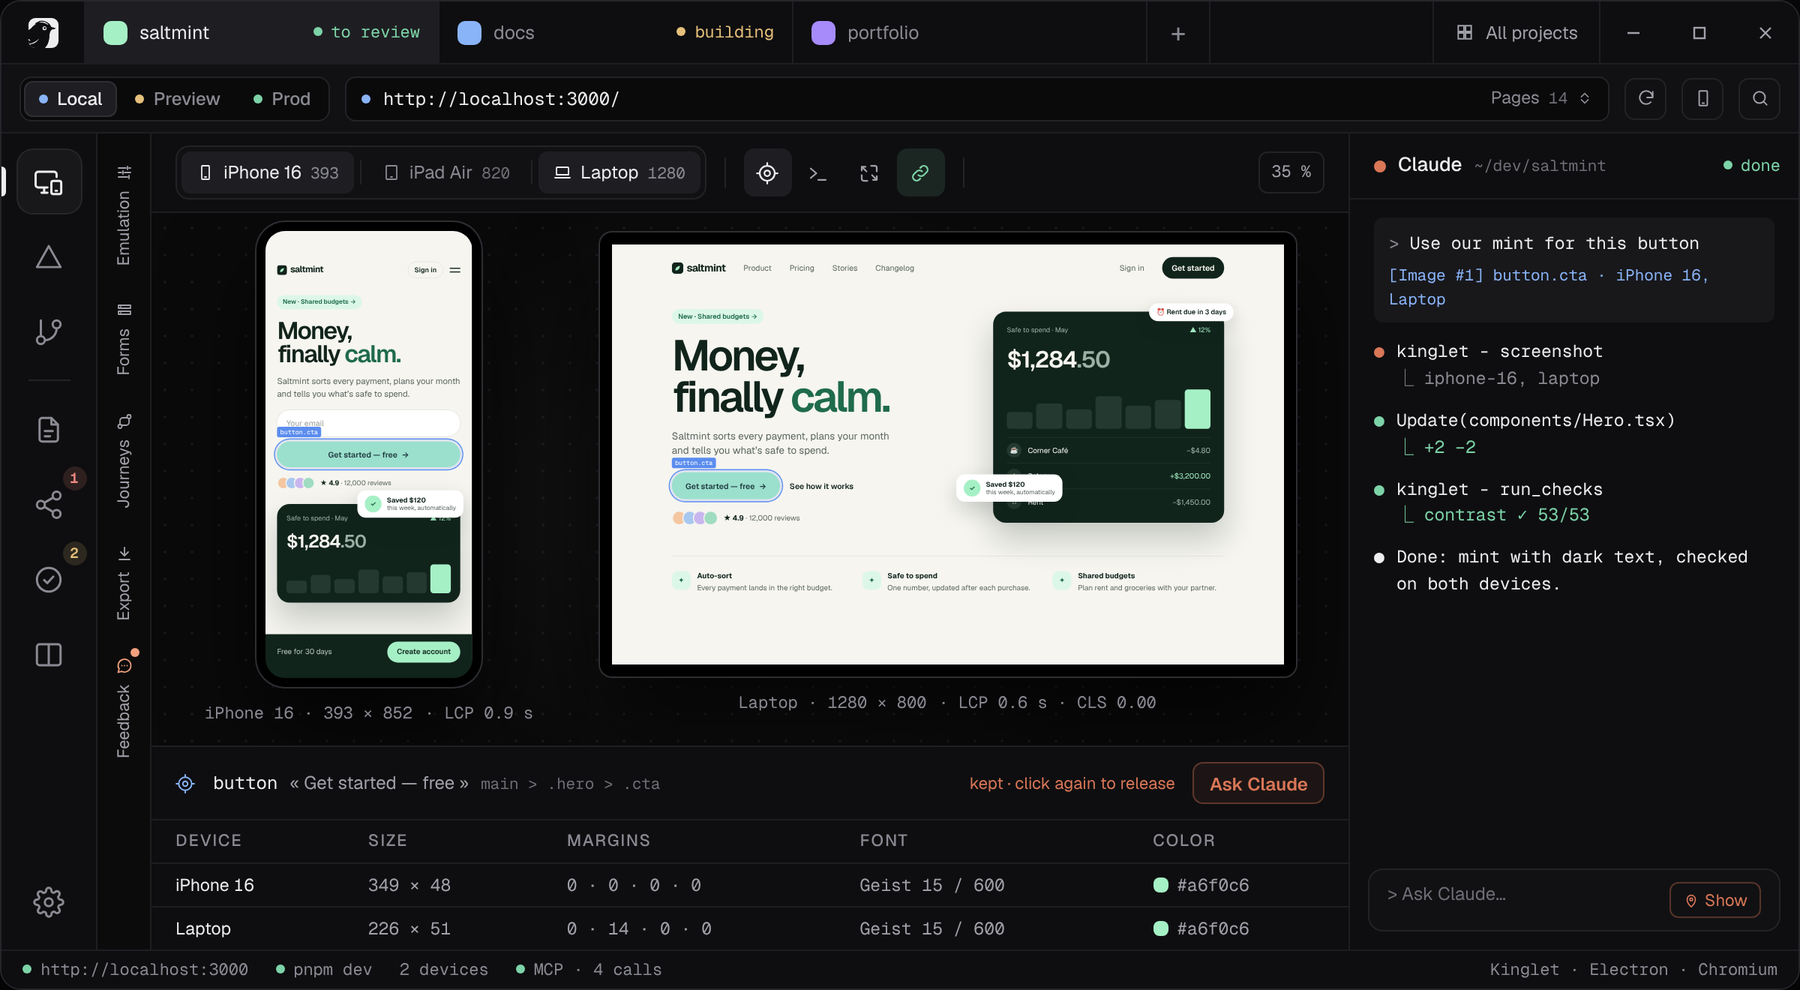 saltmint
to review
docs
building
portfolio
+
All projects
Local
Preview
Prod
http://localhost:3000/
Pages 14
Emulation
Forms
Journeys
Export
Feedback
1
2
iPhone 16 393
iPad Air 820
Laptop 1280
35 %
saltmint
Sign in
New · Shared budgets →
Money,
finally calm.
Saltmint sorts every payment, plans your month
and tells you what's safe to spend.
Your email
button.cta
Get started — free →
★ 4.9 · 12,000 reviews
Saved $120
this week, automatically
Safe to spend · May
▲ 12%
$1,284.50
Free for 30 days
Create account
iPhone 16 · 393 × 852 · LCP 0.9 s
saltmint
Product
Pricing
Stories
Changelog
Sign in
Get started
New · Shared budgets →
Money,
finally calm.
Saltmint sorts every payment, plans your month
and tells you what's safe to spend.
button.cta
Get started — free →
See how it works
★ 4.9 · 12,000 reviews
Rent due in 3 days
Safe to spend · May
▲ 12%
$1,284.50
Corner Café
−$4.80
+$3,200.00
Saved $120
this week, automatically
Rent
−$1,450.00
Auto-sort
Every payment lands in the right budget.
Safe to spend
One number, updated after each purchase.
Shared budgets
Plan rent and groceries with your partner.
Laptop · 1280 × 800 · LCP 0.6 s · CLS 0.00
button « Get started — free » main > .hero > .cta
kept · click again to release
Ask Claude
DEVICE SIZE MARGINS FONT COLOR
iPhone 16 349 × 48 0 · 0 · 0 · 0 Geist 15 / 600 #a6f0c6
Laptop 226 × 51 0 · 14 · 0 · 0 Geist 15 / 600 #a6f0c6
Claude ~/dev/saltmint
done
> Use our mint for this button
[Image #1] button.cta · iPhone 16,
Laptop
kinglet - screenshot
iphone-16, laptop
Update(components/Hero.tsx)
+2 −2
kinglet - run_checks
contrast ✓ 53/53
Done: mint with dark text, checked
on both devices.
> Ask Claude…
Show
http://localhost:3000
pnpm dev
2 devices
MCP · 4 calls
Kinglet · Electron · Chromium